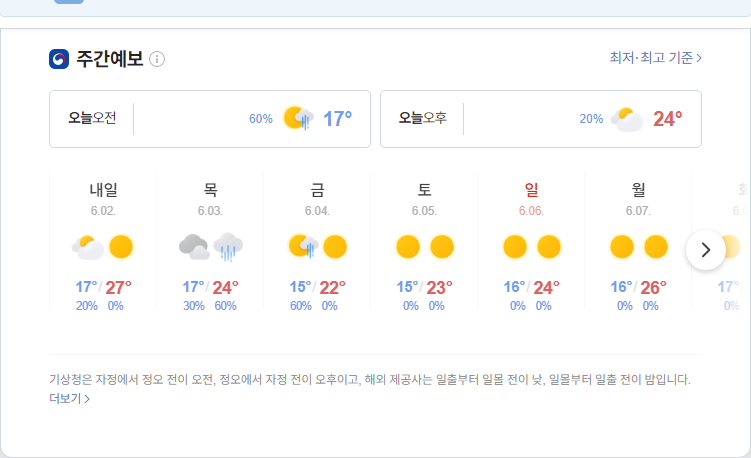 주간예보
최저·최고 기준
오늘오전 60% 17°
오늘오후 20% 24°
내일 목 금 토 일 월 화
6.02. 6.03. 6.04. 6.05. 6.06. 6.07.
17°/27° 17°/24° 15°/22° 15°/23° 16°/24° 16°/26° 17°
20% 0% 30% 60% 60% 0% 0% 0% 0% 0% 0% 0% 0%
기상청은 자정에서 정오 전이 오전, 정오에서 자정 전이 오후이고, 해외 제공사는 일출부터 일몰 전이 낮, 일몰부터 일출 전이 밤입니다.
더보기